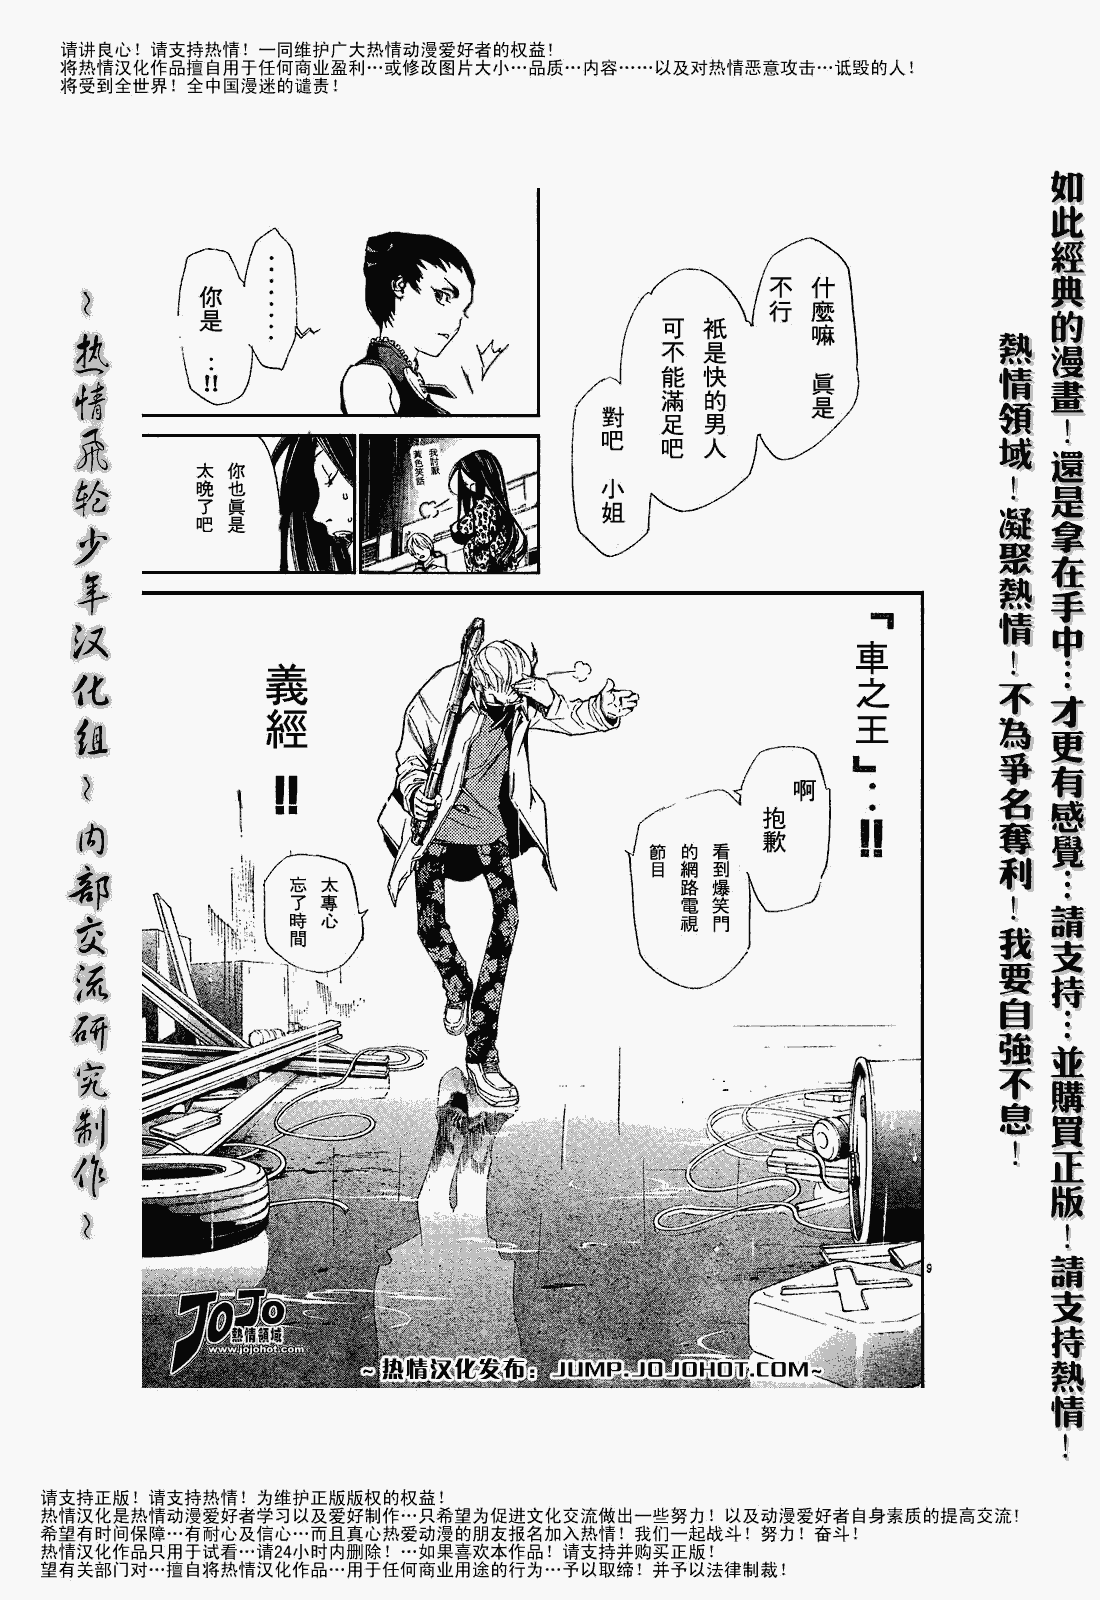 请讲良心！请支持热情！一同维护广大热情动漫爱好者的权益！
将热情汉化作品擅自用于任何商业盈利…或修改图片大小…品质…内容……以及对热情恶意攻击…诋毁的人！
将受到全世界！全中国漫迷的谴责！
如此經典的漫畫！還是拿在手中…才更有感覺…請支持…並購買正版！請支持熱情！
熱情領域！凝聚熱情！不為爭名奪利！我要自強不息！
什麼嘛 眞是
不行
祇是快的男人
可不能滿足吧
對吧 小姐
………
你是…!!
我討厭
黃色笑話
你也眞是
太晚了吧
『車之王』…!!
啊
抱歉
看到爆笑門
的網路電視
節目
義經!!
太專心
忘了時間
~热情飛轮少年汉化组~内部交流研究制作~
9
JOJO
熱情領域
www.jojohot.com
~热情汉化发布：JUMP.JOJOHOT.COM~
请支持正版！请支持热情！为维护正版版权的权益！
热情汉化是热情动漫爱好者学习以及爱好制作…只希望为促进文化交流做出一些努力！以及动漫爱好者自身素质的提高交流！
希望有时间保障…有耐心及信心…而且真心热爱动漫的朋友报名加入热情！我们一起战斗！努力！奋斗！
热情汉化作品只用于试看…请24小时内删除！…如果喜欢本作品！请支持并购买正版！
望有关部门对…擅自将热情汉化作品…用于任何商业用途的行为…予以取缔！并予以法律制裁！